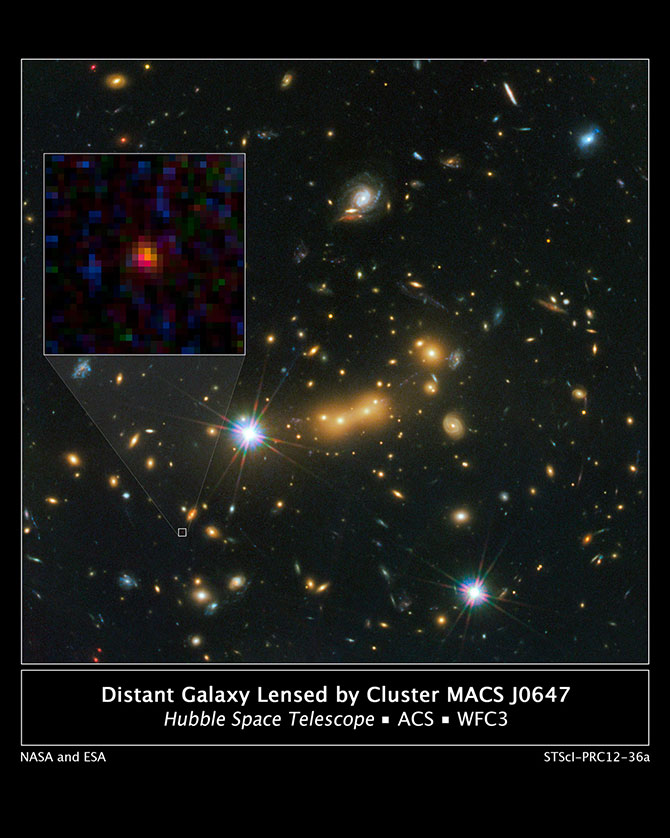 Distant Galaxy Lensed by Cluster MACS J0647
Hubble Space Telescope ▪ ACS ▪ WFC3
NASA and ESA
STScI-PRC12-36a